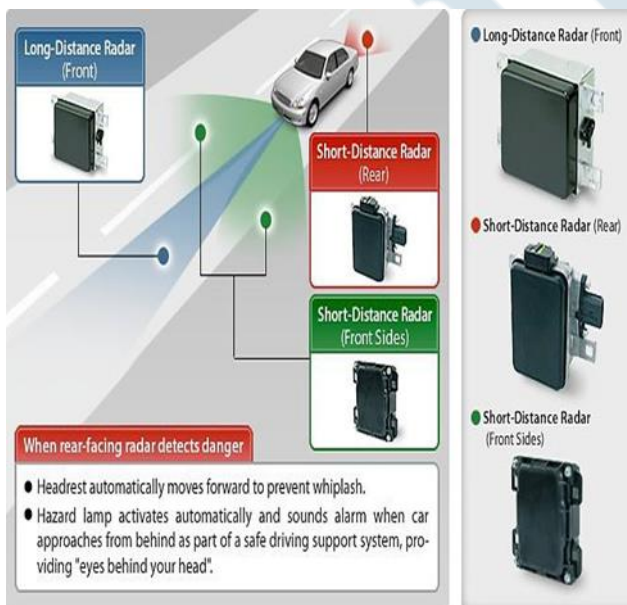 Long-Distance Radar
(Front)
Short-Distance Radar
(Rear)
Short-Distance Radar
(Front Sides)
When rear-facing radar detects danger
● Headrest automatically moves forward to prevent whiplash.
● Hazard lamp activates automatically and sounds alarm when car
approaches from behind as part of a safe driving support system, pro-
viding "eyes behind your head".
● Long-Distance Radar (Front)
● Short-Distance Radar (Rear)
● Short-Distance Radar
(Front Sides)